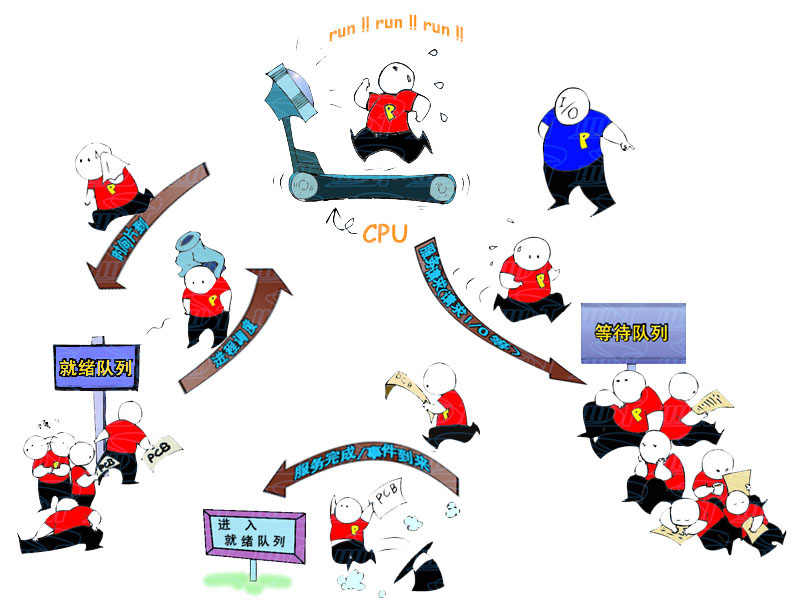 run !! run !! run !!
I/O
P
P
P
CPU
时间片到
P
服务请求(请求I/O等)
P
进程调度
等待队列
就绪队列
PCB
P
P
服务完成/事件到来
PCB
PCB
P
PCB
P
进 入
就 绪 队 列